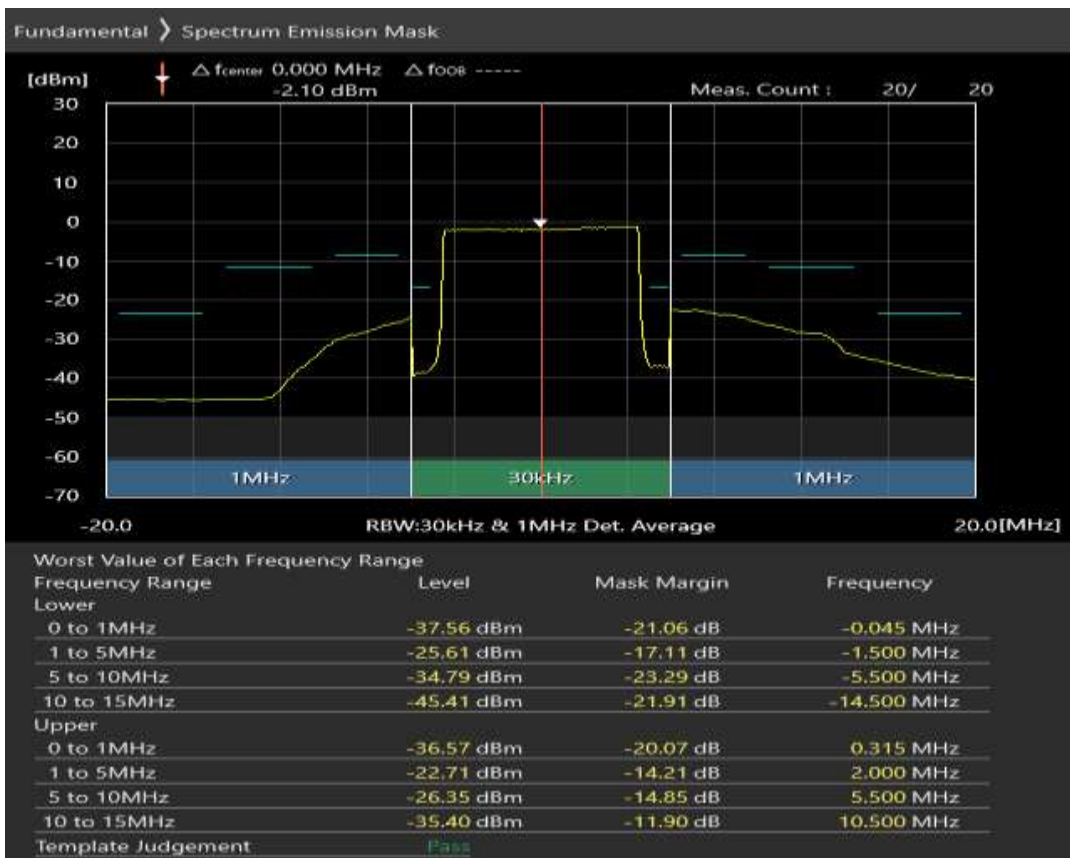 Fundamental ❯ Spectrum Emission Mask
[dBm]
△ fcenter 0.000 MHz △ fOOB -----
-2.10 dBm
Meas. Count : 20/ 20
30
20
10
0
-10
-20
-30
-40
-50
-60
-70
1MHz 30kHz 1MHz
-20.0 RBW:30kHz & 1MHz Det. Average 20.0[MHz]
Worst Value of Each Frequency Range
Frequency Range Level Mask Margin Frequency
Lower
0 to 1MHz -37.56 dBm -21.06 dB -0.045 MHz
1 to 5MHz -25.61 dBm -17.11 dB -1.500 MHz
5 to 10MHz -34.79 dBm -23.29 dB -5.500 MHz
10 to 15MHz -45.41 dBm -21.91 dB -14.500 MHz
Upper
0 to 1MHz -36.57 dBm -20.07 dB 0.315 MHz
1 to 5MHz -22.71 dBm -14.21 dB 2.000 MHz
5 to 10MHz -26.35 dBm -14.85 dB 5.500 MHz
10 to 15MHz -35.40 dBm -11.90 dB 10.500 MHz
Template Judgement Pass